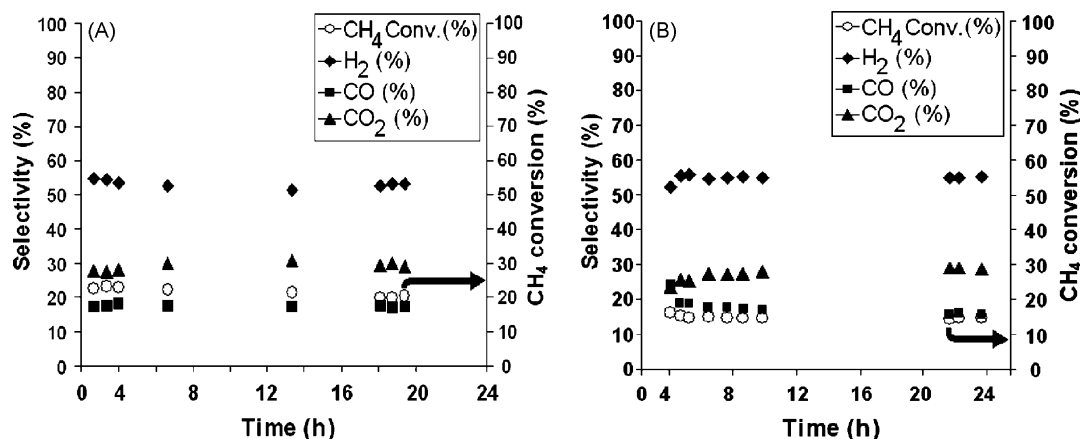 (A)
CH4 Conv.(%)
H2 (%)
CO (%)
CO2 (%)
Selectivity (%)
100
90
80
70
60
50
40
30
20
10
0
CH4 conversion (%)
100
90
80
70
60
50
40
30
20
10
0
0 4 8 12 16 20 24
Time (h)
(B)
CH4 Conv.(%)
H2 (%)
CO (%)
CO2 (%)
Selectivity (%)
100
90
80
70
60
50
40
30
20
10
0
CH4 conversion (%)
100
90
80
70
60
50
40
30
20
10
0
0 4 8 12 16 20 24
Time (h)